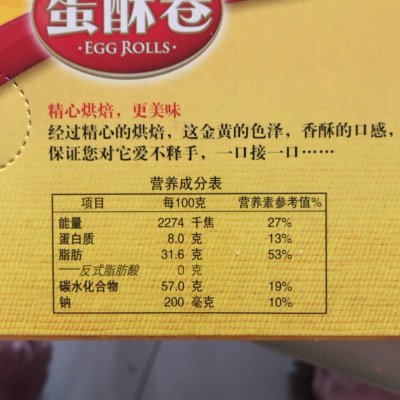 蛋酥卷
·EGG ROLLS·
精心烘焙，更美味
经过精心的烘焙，这金黄的色泽，香酥的口感，
保证您对它爱不释手，一口接一口……
营养成分表
项目 每100克 营养素参考值%
能量 2274 千焦 27%
蛋白质 8.0 克 13%
脂肪 31.6 克 53%
——反式脂肪酸 0 克
碳水化合物 57.0 克 19%
钠 200 毫克 10%